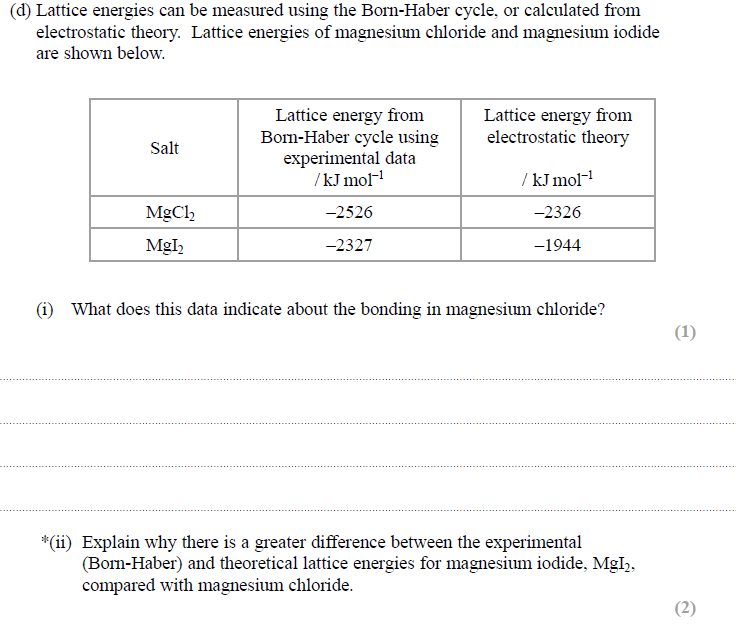 (d) Lattice energies can be measured using the Born-Haber cycle, or calculated from
electrostatic theory. Lattice energies of magnesium chloride and magnesium iodide
are shown below.
Salt
Lattice energy from
Born-Haber cycle using
experimental data
/ kJ mol⁻¹
Lattice energy from
electrostatic theory
/ kJ mol⁻¹
MgCl₂ –2526 –2326
MgI₂ –2327 –1944
(i) What does this data indicate about the bonding in magnesium chloride?
(1)
*(ii) Explain why there is a greater difference between the experimental
(Born-Haber) and theoretical lattice energies for magnesium iodide, MgI₂,
compared with magnesium chloride.
(2)